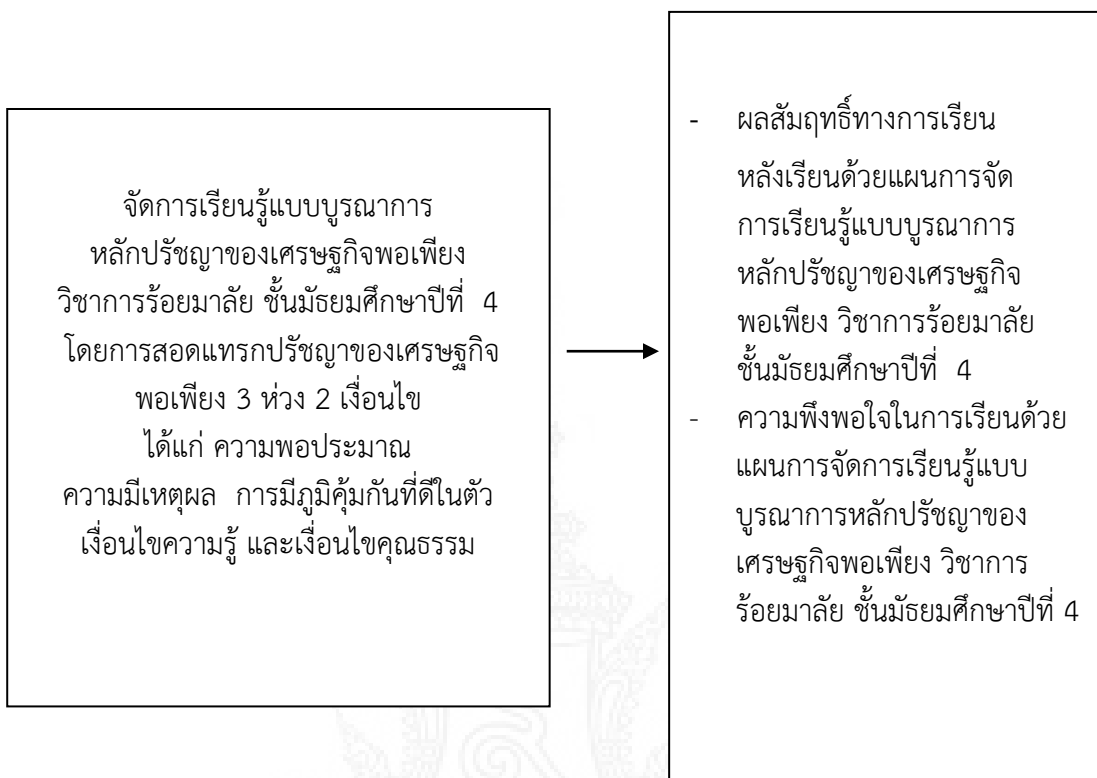 จัดการเรียนรู้แบบบูรณาการ
หลักปรัชญาของเศรษฐกิจพอเพียง
วิชาการร้อยมาลัย ชั้นมัธยมศึกษาปีที่ 4
โดยการสอดแทรกปรัชญาของเศรษฐกิจ
พอเพียง 3 ห่วง 2 เงื่อนไข
ได้แก่ ความพอประมาณ
ความมีเหตุผล การมีภูมิคุ้มกันที่ดีในตัว
เงื่อนไขความรู้ และเงื่อนไขคุณธรรม
- ผลสัมฤทธิ์ทางการเรียน
หลังเรียนด้วยแผนการจัด
การเรียนรู้แบบบูรณาการ
หลักปรัชญาของเศรษฐกิจ
พอเพียง วิชาการร้อยมาลัย
ชั้นมัธยมศึกษาปีที่ 4
- ความพึงพอใจในการเรียนด้วย
แผนการจัดการเรียนรู้แบบ
บูรณาการหลักปรัชญาของ
เศรษฐกิจพอเพียง วิชาการ
ร้อยมาลัย ชั้นมัธยมศึกษาปีที่ 4